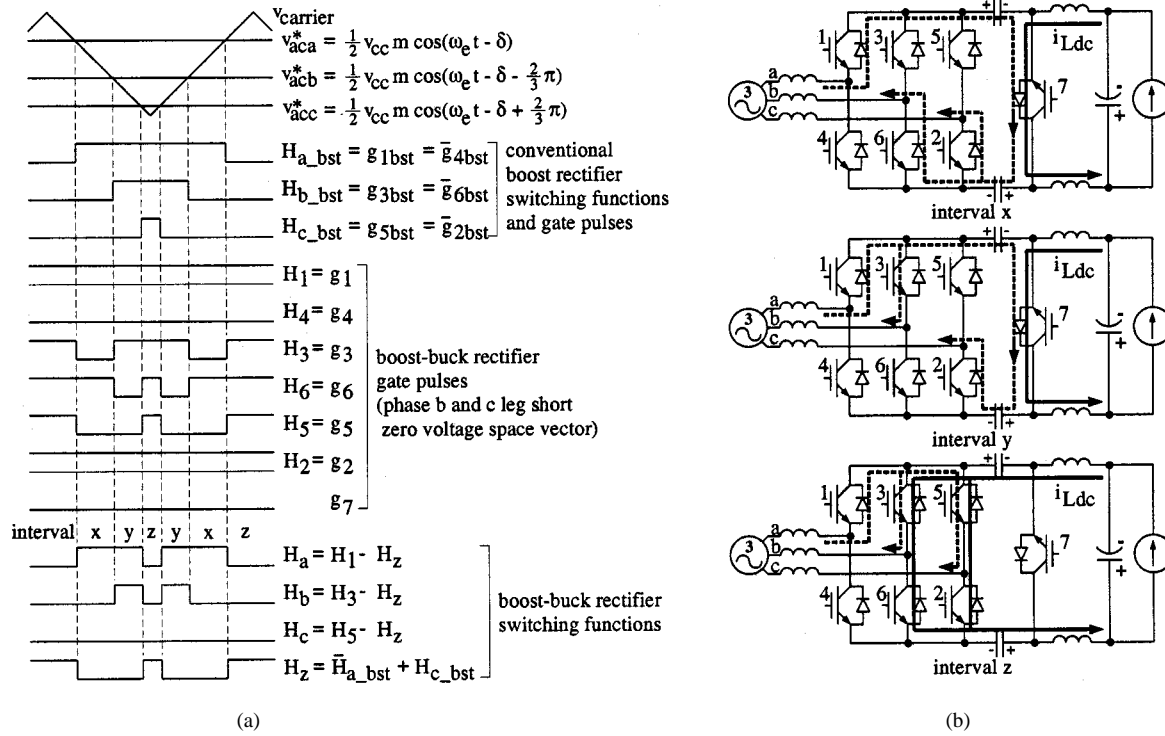 v_carrier
v*_aca = 1/2 v_cc m cos(ω_e t - δ)
v*_acb = 1/2 v_cc m cos(ω_e t - δ - 2/3 π)
v*_acc = 1/2 v_cc m cos(ω_e t - δ + 2/3 π)
H_a_bst = g_1bst = g̅_4bst
H_b_bst = g_3bst = g̅_6bst
H_c_bst = g_5bst = g̅_2bst
conventional
boost rectifier
switching functions
and gate pulses
H_1 = g_1
H_4 = g_4
H_3 = g_3
H_6 = g_6
H_5 = g_5
H_2 = g_2
g_7
boost-buck rectifier
gate pulses
(phase b and c leg short
zero voltage space vector)
interval x y z y x z
H_a = H_1 - H_z
H_b = H_3 - H_z
H_c = H_5 - H_z
H_z = H̅_a_bst + H_c_bst
boost-buck rectifier
switching functions
(a)
+ -
1 3 5
i_Ldc
a
b
c
3
7
-
+
4 6 2
- +
interval x
+ -
1 3 5
i_Ldc
a
b
c
3
7
-
+
4 6 2
- +
interval y
+ -
1 3 5
i_Ldc
a
b
c
3
7
-
+
4 6 2
- +
interval z
(b)